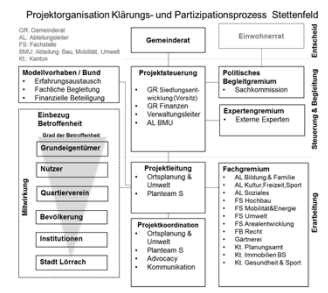 Projektorganisation Klärungs- und Partizipationsprozess Stettenfeld
GR: Gemeinderat
AL: Abteilungsleiter
FS: Fachstelle
BMU: Abteilung Bau, Mobilität, Umwelt
Kt.: Kanton
Gemeinderat
Einwohnerrat
Entscheid
Modellvorhaben / Bund
• Erfahrungsaustausch
• Fachliche Begleitung
• Finanzielle Beteiligung
Projektsteuerung
• GR Siedlungsent-
wicklung (Vorsitz)
• GR Finanzen
• Verwaltungsleiter
• AL BMU
Politisches
Begleitgremium
• Sachkommission
Expertengremium
• Externe Experten
Steuerung & Begleitung
Einbezug
Betroffenheit
Grad der Betroffenheit
Grundeigentümer
Nutzer
Quartierverein
Bevölkerung
Institutionen
Stadt Lörrach
Mitwirkung
Projektleitung
• Ortsplanung &
Umwelt
• Planteam S
Projektkoordination
• Ortsplanung &
Umwelt
• Planteam S
• Advocacy
• Kommunikation
Fachgremium
• AL Bildung & Familie
• AL Kultur,Freizeit,Sport
• AL Soziales
• FS Hochbau
• FS Mobilität&Energie
• FS Umwelt
• FS Arealentwicklung
• FB Recht
• Gärtnerei
• Kt. Planungsamt
• Kt. Immobilien BS
• Kt. Gesundheit & Sport
Erarbeitung